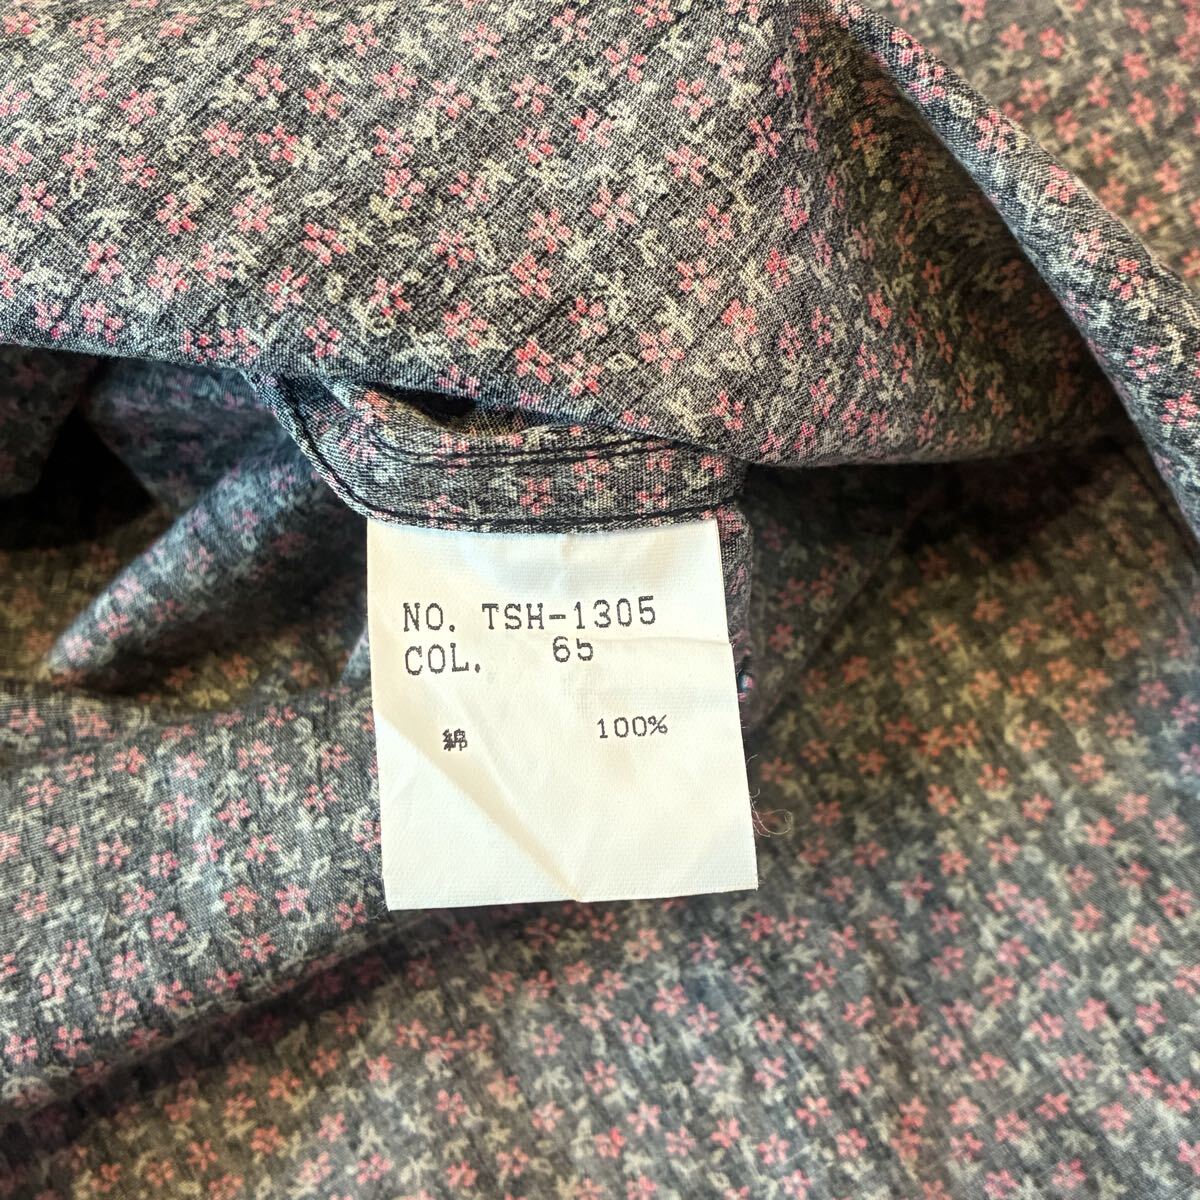 NO. TSH-1305
COL. 65
綿 100%